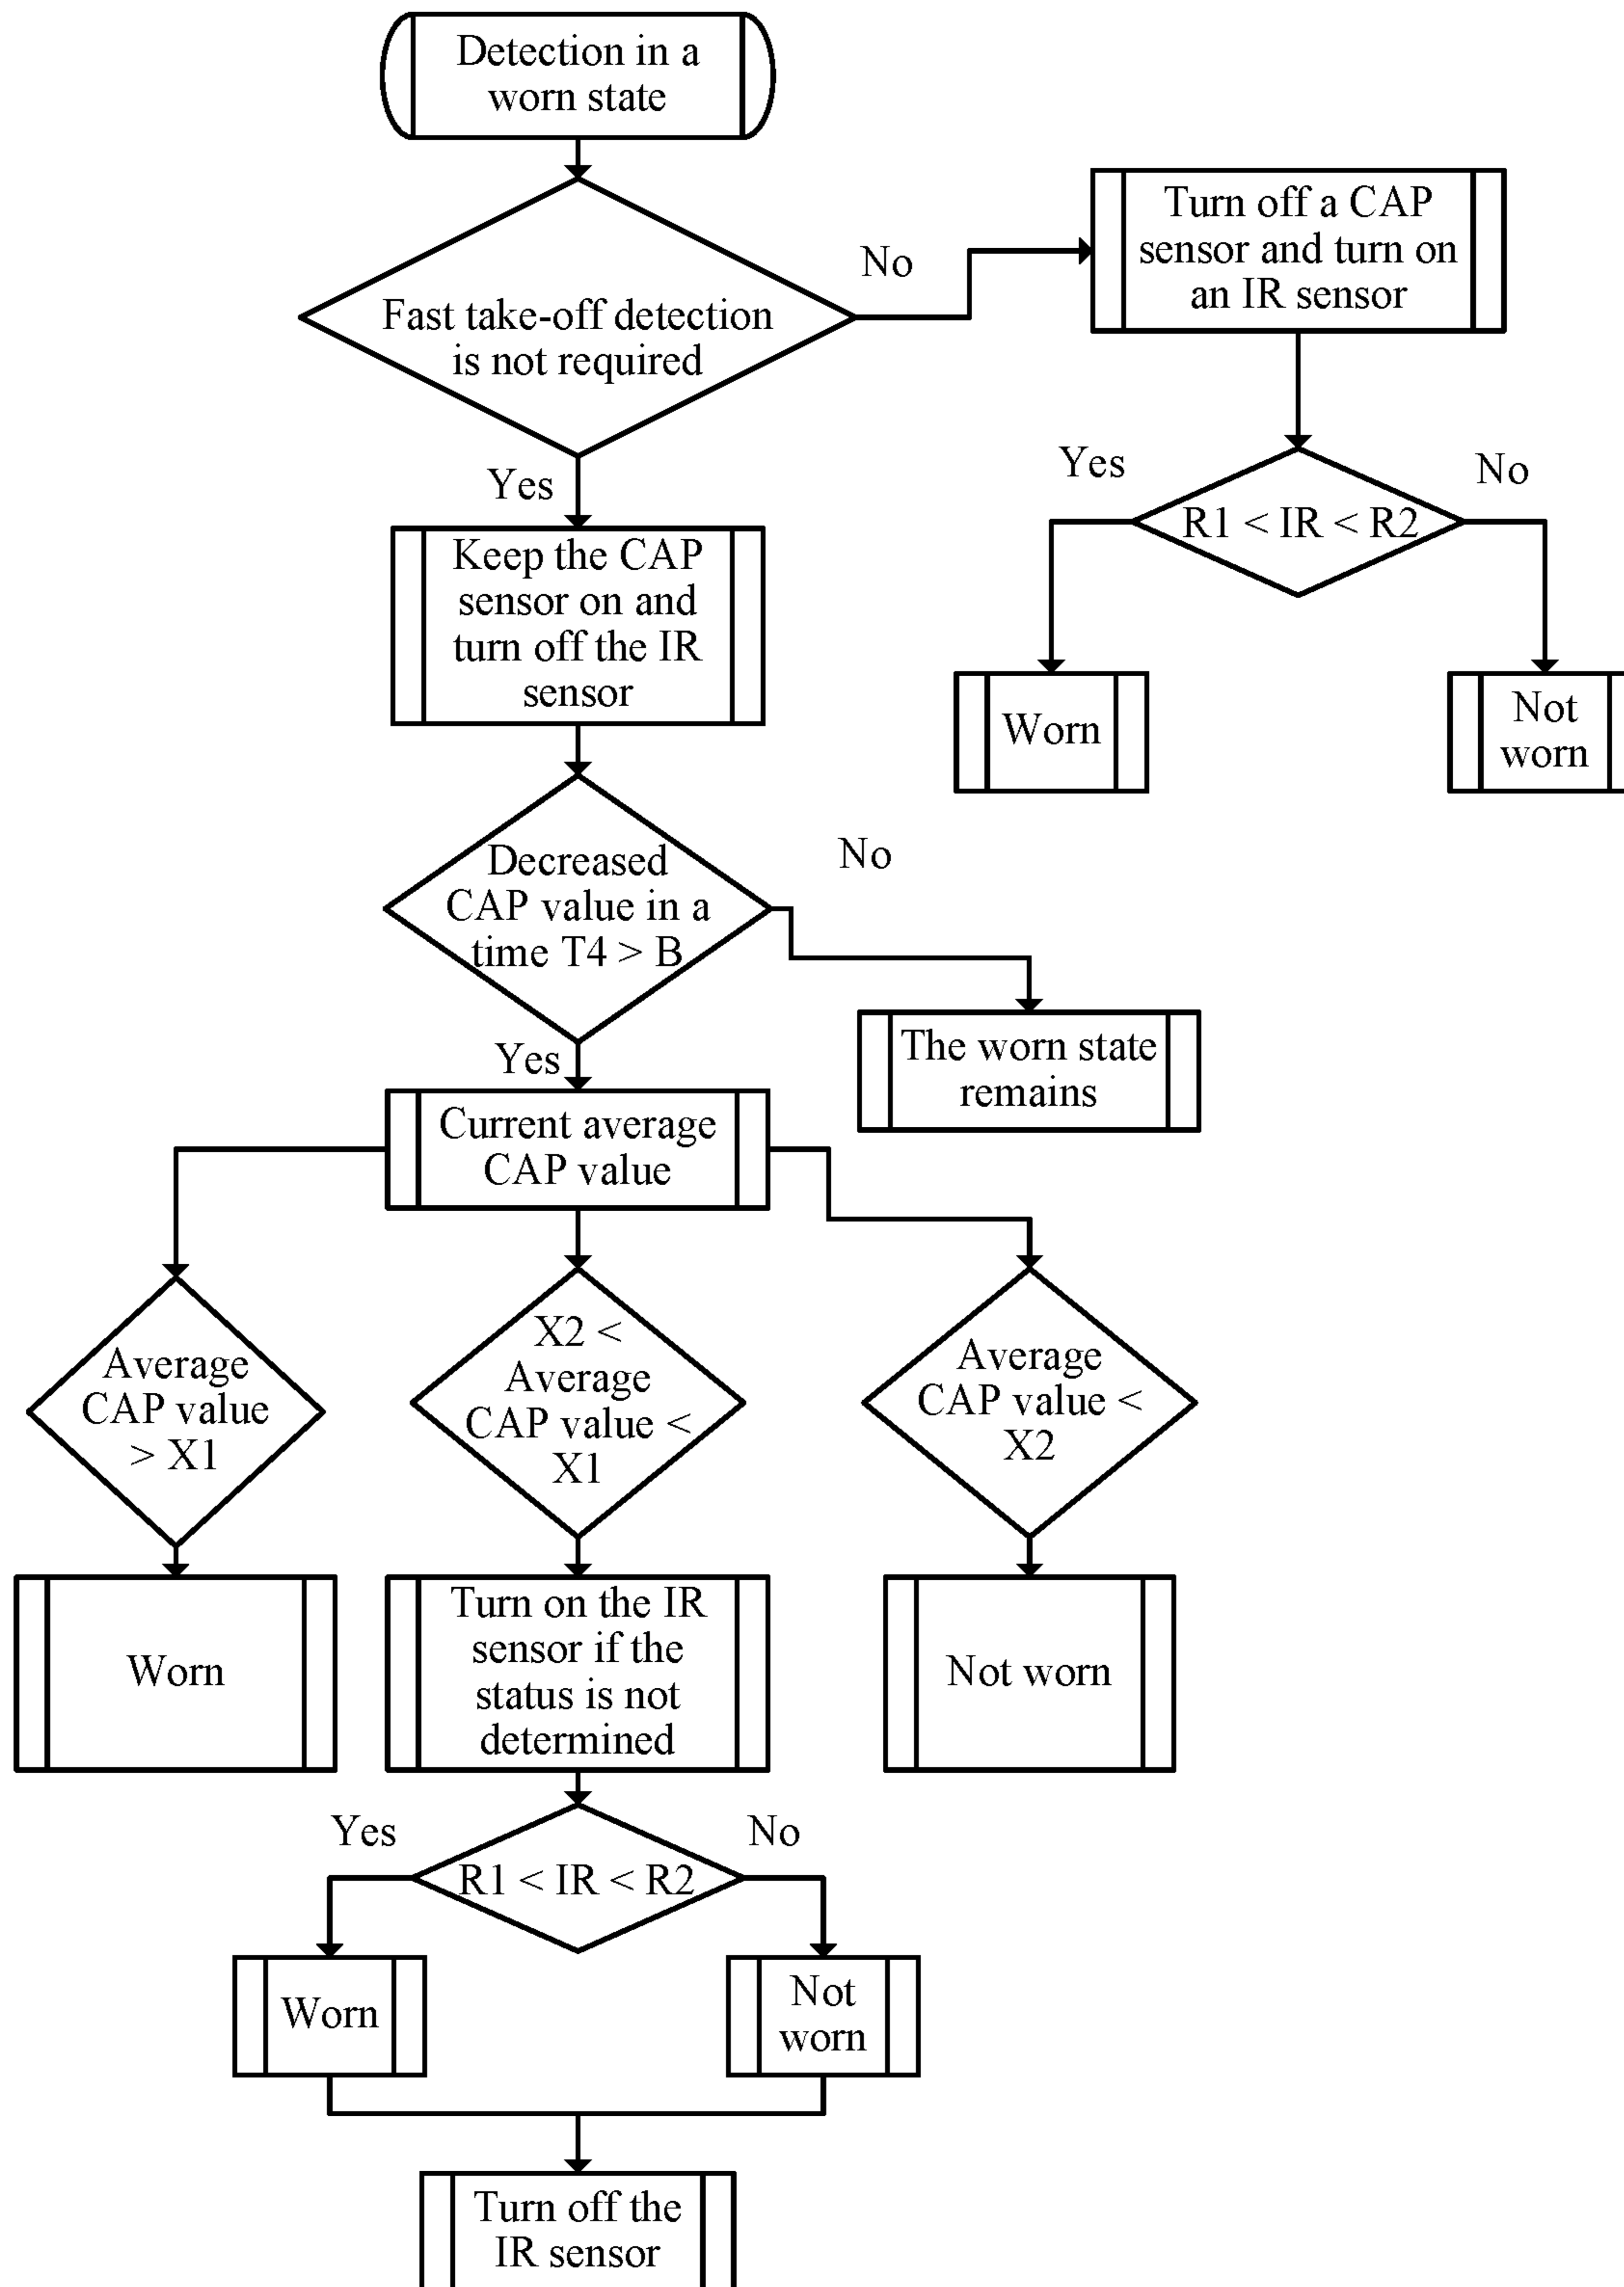 Detection in a
worn state
Fast take-off detection
is not required
No
Turn off a CAP
sensor and turn on
an IR sensor
Yes
No
R1 < IR < R2
Worn
Not
worn
Yes
Keep the CAP
sensor on and
turn off the IR
sensor
Decreased
CAP value in a
time T4 > B
No
The worn state
remains
Yes
Current average
CAP value
Average
CAP value
> X1
X2 <
Average
CAP value <
X1
Average
CAP value <
X2
Worn
Turn on the IR
sensor if the
status is not
determined
Not worn
Yes
No
R1 < IR < R2
Worn
Not
worn
Turn off the
IR sensor